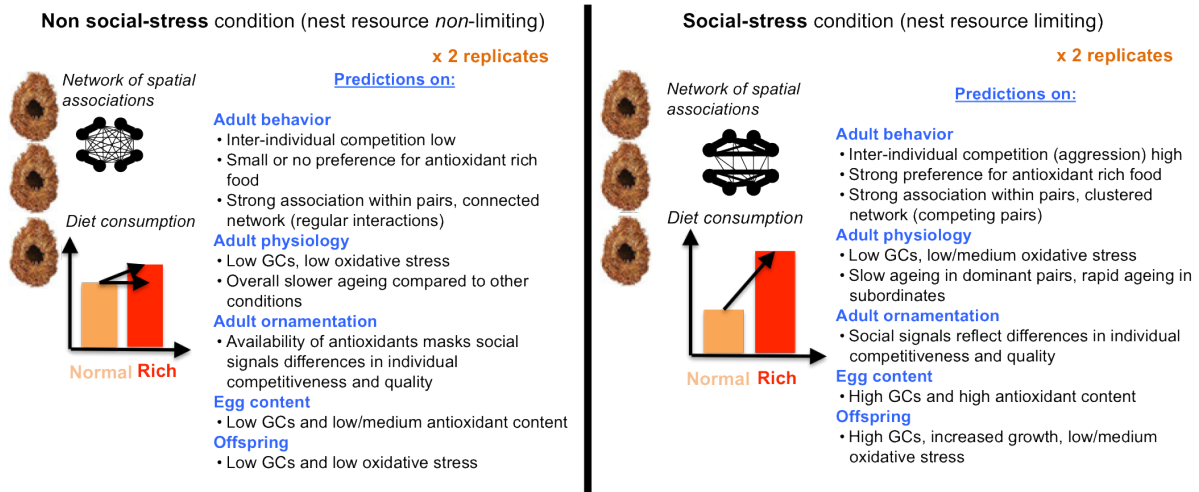 Non social-stress condition (nest resource non-limiting)
x 2 replicates
Network of spatial
associations
Predictions on:
Adult behavior
• Inter-individual competition low
• Small or no preference for antioxidant rich
food
• Strong association within pairs, connected
network (regular interactions)
Diet consumption
Adult physiology
• Low GCs, low oxidative stress
• Overall slower ageing compared to other
conditions
Adult ornamentation
• Availability of antioxidants masks social
signals differences in individual
competitiveness and quality
Normal Rich
Egg content
• Low GCs and low/medium antioxidant content
Offspring
• Low GCs and low oxidative stress
Social-stress condition (nest resource limiting)
x 2 replicates
Network of spatial
associations
Predictions on:
Adult behavior
• Inter-individual competition (aggression) high
• Strong preference for antioxidant rich food
• Strong association within pairs, clustered
network (competing pairs)
Diet consumption
Adult physiology
• Low GCs, low/medium oxidative stress
• Slow ageing in dominant pairs, rapid ageing in
subordinates
Adult ornamentation
• Social signals reflect differences in individual
competitiveness and quality
Normal Rich
Egg content
• High GCs and high antioxidant content
Offspring
• High GCs, increased growth, low/medium
oxidative stress